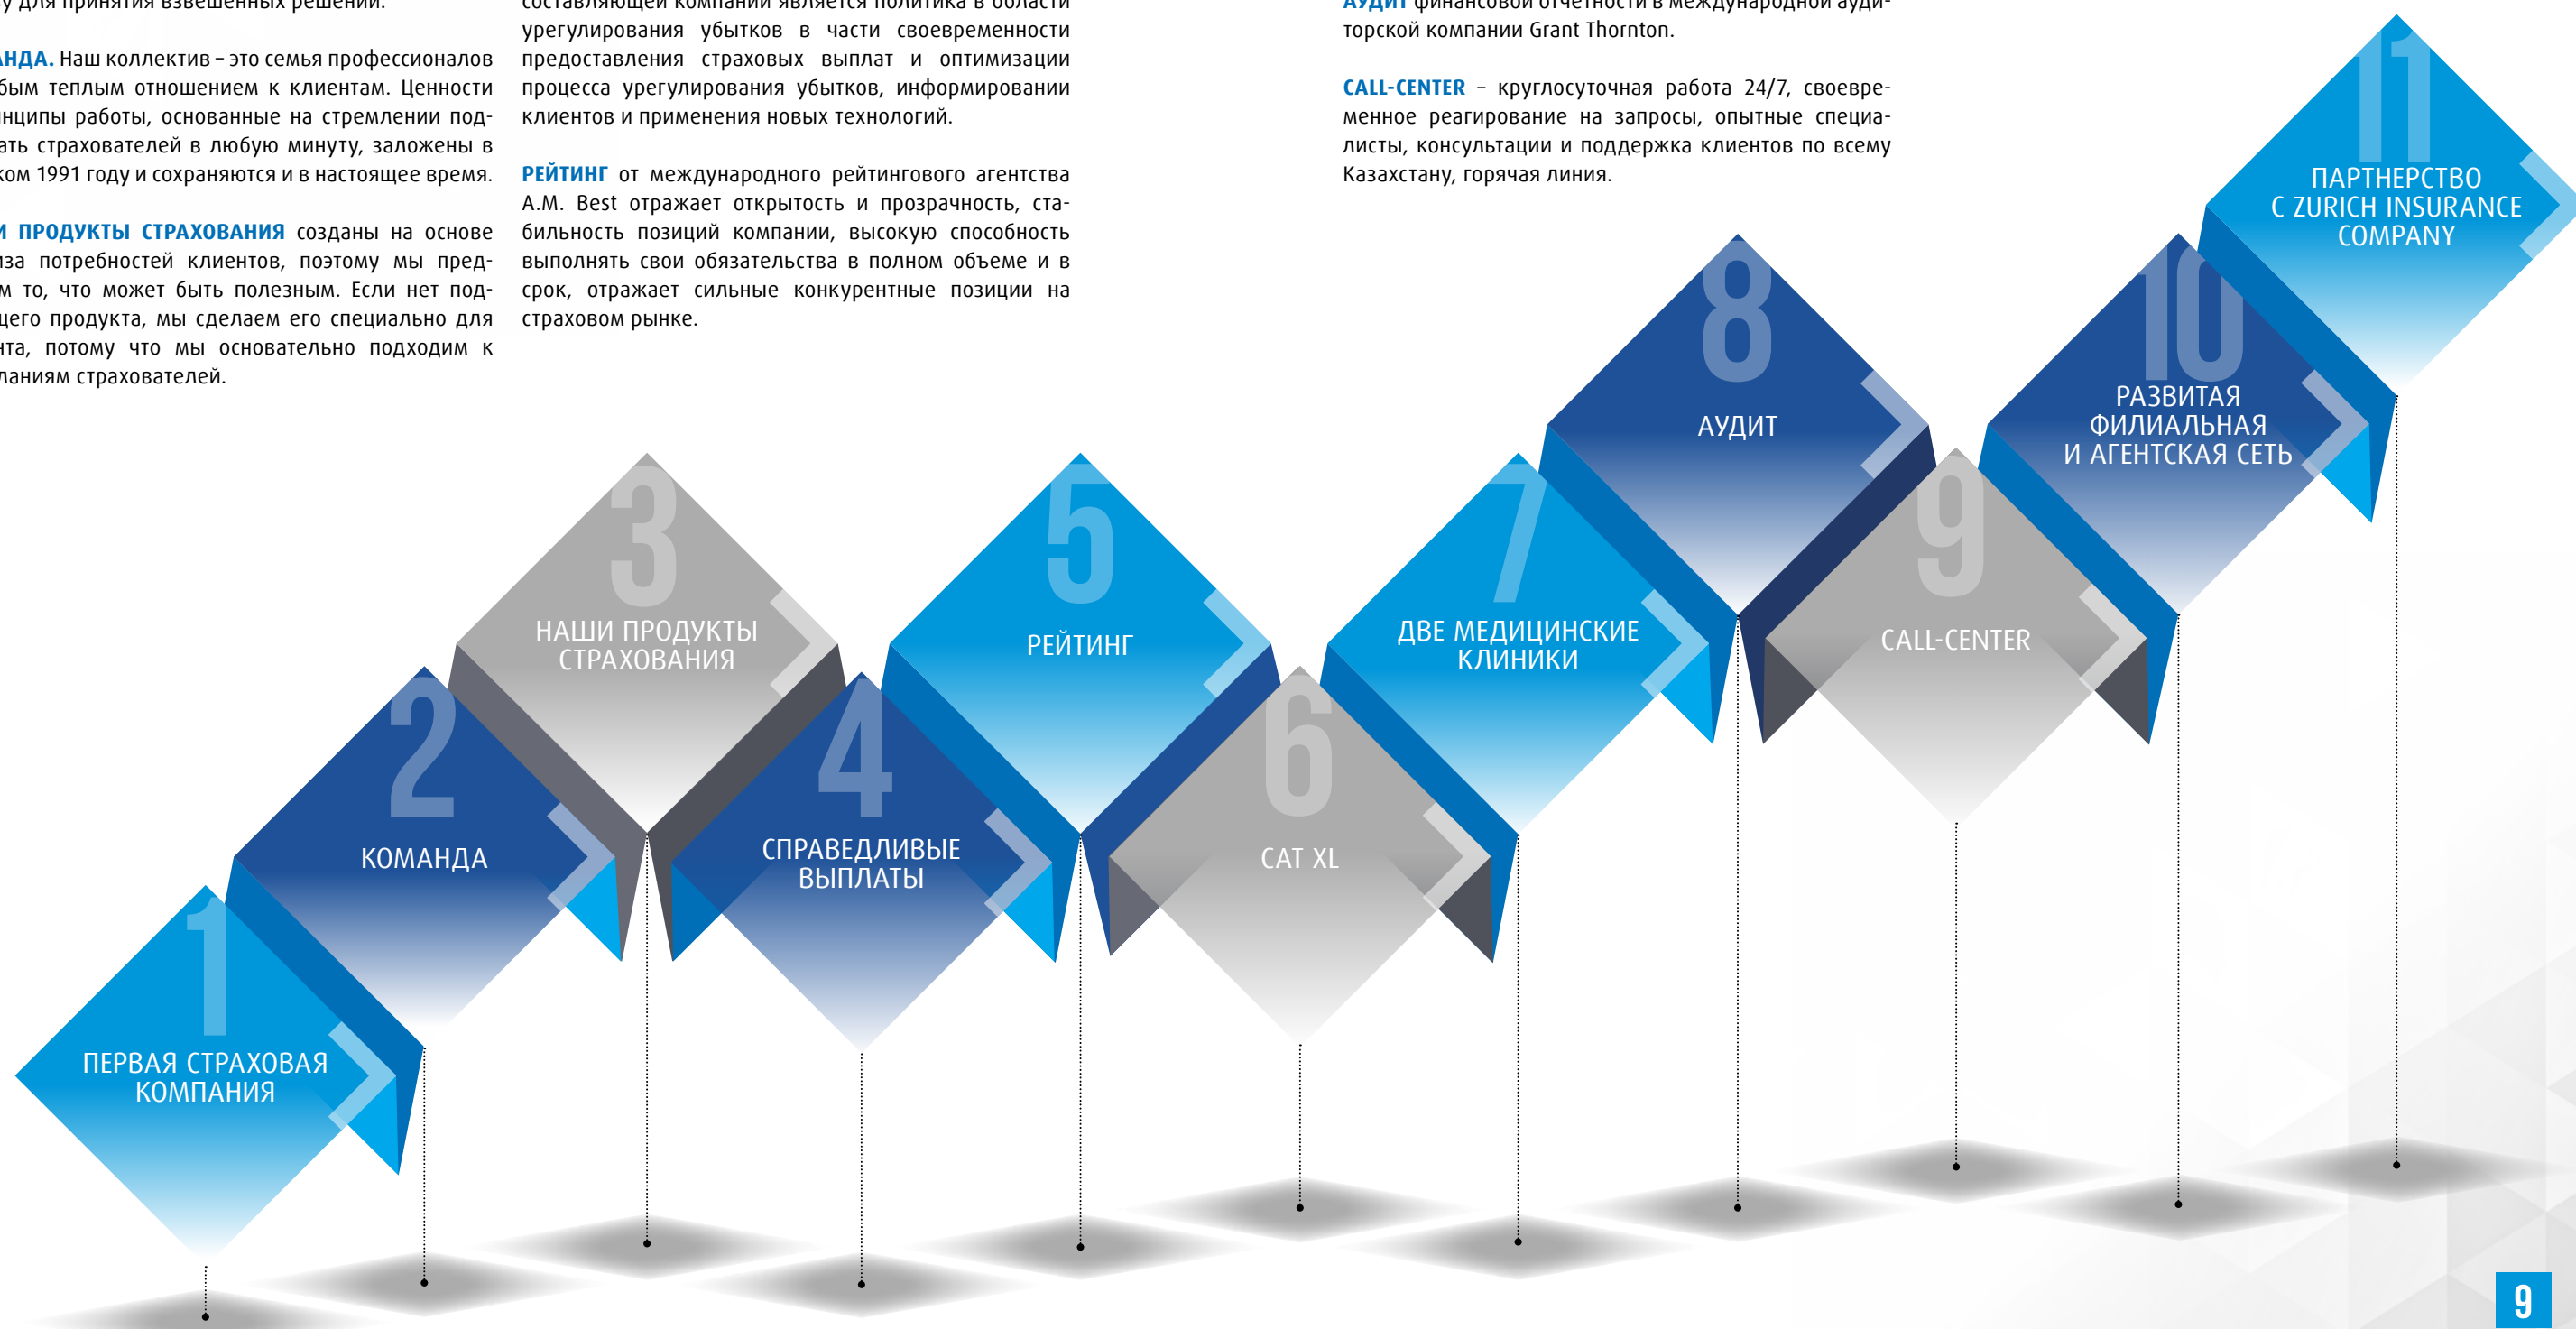 для принятия взвешенных решений.
Наш коллектив – это семья профессионалов
теплым отношением к клиентам. Ценности
работы, основанные на стремлении под-
страхователей в любую минуту, заложены в
1991 году и сохраняются и в настоящее время.
ПРОДУКТЫ СТРАХОВАНИЯ созданы на основе
потребностей клиентов, поэтому мы пред-
то, что может быть полезным. Если нет под-
продукта, мы сделаем его специально для
потому что мы основательно подходим к
страхователей.
составляющей компании является политика в области
урегулирования убытков в части своевременности
предоставления страховых выплат и оптимизации
процесса урегулирования убытков, информировании
клиентов и применения новых технологий.
РЕЙТИНГ от международного рейтингового агентства
A.M. Best отражает открытость и прозрачность, ста-
бильность позиций компании, высокую способность
выполнять свои обязательства в полном объеме и в
срок, отражает сильные конкурентные позиции на
страховом рынке.
АУДИТ финансовой отчетности в международной ауди-
торской компании Grant Thornton.
CALL-CENTER – круглосуточная работа 24/7, своевре-
менное реагирование на запросы, опытные специа-
листы, консультации и поддержка клиентов по всему
Казахстану, горячая линия.
1
ПЕРВАЯ СТРАХОВАЯ
КОМПАНИЯ
2
КОМАНДА
3
НАШИ ПРОДУКТЫ
СТРАХОВАНИЯ
4
СПРАВЕДЛИВЫЕ
ВЫПЛАТЫ
5
РЕЙТИНГ
6
CAT XL
7
ДВЕ МЕДИЦИНСКИЕ
КЛИНИКИ
8
АУДИТ
9
CALL-CENTER
10
РАЗВИТАЯ
ФИЛИАЛЬНАЯ
И АГЕНТСКАЯ СЕТЬ
11
ПАРТНЕРСТВО
С ZURICH INSURANCE
COMPANY
9